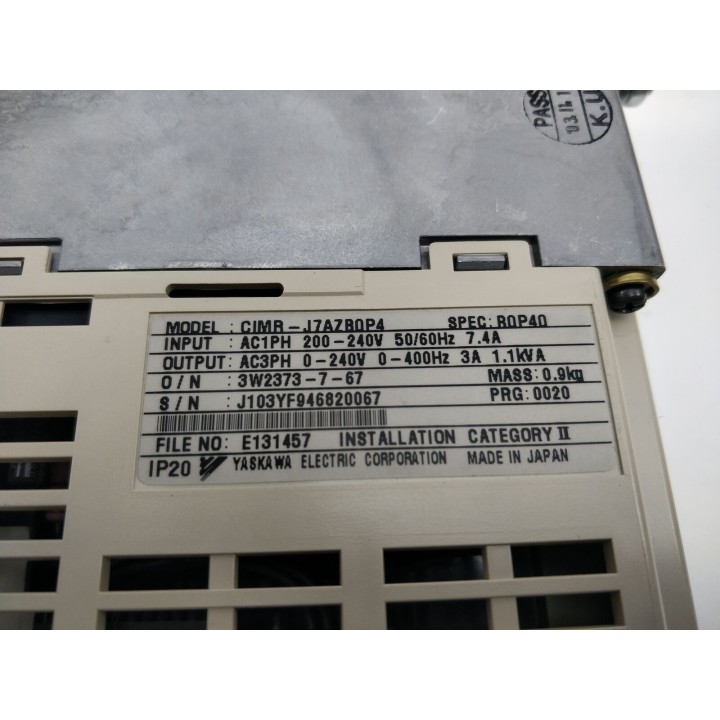 PASS
K.U
MODEL : CIMR-J7AZB0P4 SPEC: B0P40
INPUT : AC1PH 200-240V 50/60Hz 7.4A
OUTPUT: AC3PH 0-240V 0-400Hz 3A 1.1kVA
O/N : 3W2373-7-67 MASS: 0.9kg
S/N : J103YF946820067 PRG: 0020
FILE NO: E131457 INSTALLATION CATEGORY II
IP20 YASKAWA ELECTRIC CORPORATION MADE IN JAPAN